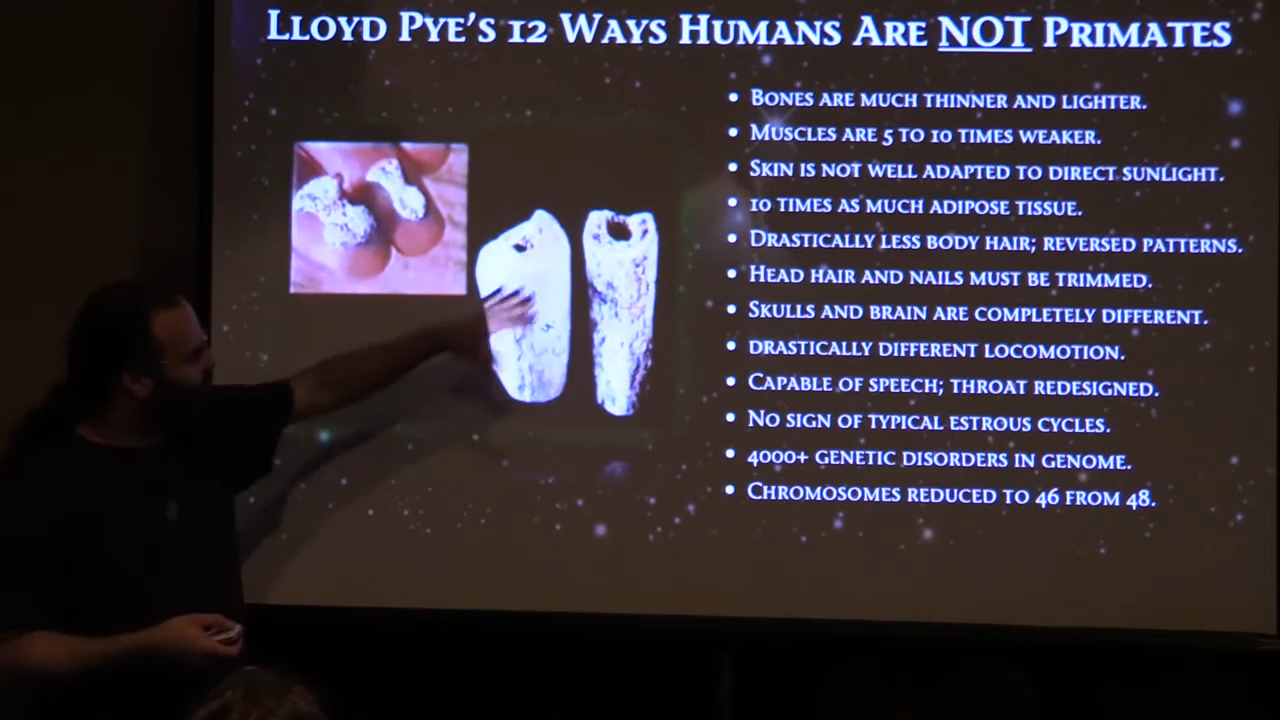 Lloyd Pye's 12 Ways Humans Are NOT Primates
• Bones are much thinner and lighter.
• Muscles are 5 to 10 times weaker.
• Skin is not well adapted to direct sunlight.
• 10 times as much adipose tissue.
• Drastically less body hair; reversed patterns.
• Head hair and nails must be trimmed.
• Skulls and brain are completely different.
• drastically different locomotion.
• Capable of speech; throat redesigned.
• No sign of typical estrous cycles.
• 4000+ genetic disorders in genome.
• Chromosomes reduced to 46 from 48.